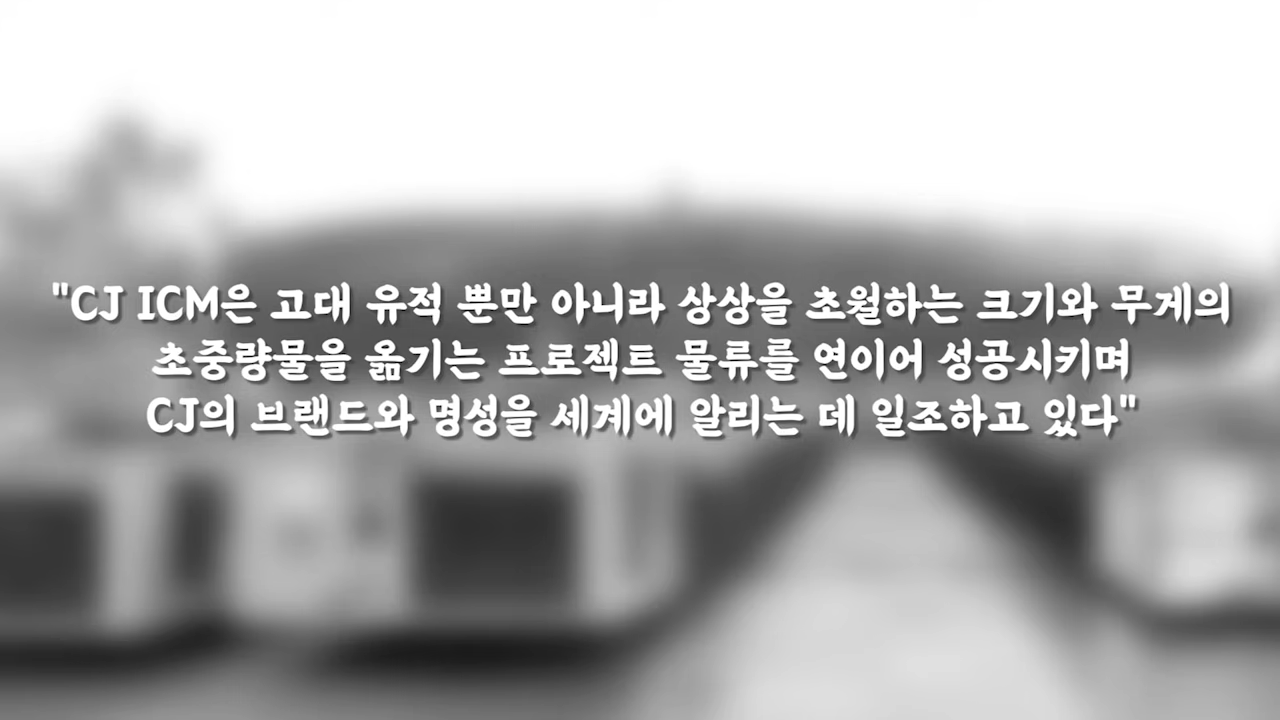 "CJ ICM은 고대 유적 뿐만 아니라 상상을 초월하는 크기와 무게의
초중량물을 옮기는 프로젝트 물류를 연이어 성공시키며
CJ의 브랜드와 명성을 세계에 알리는 데 일조하고 있다"